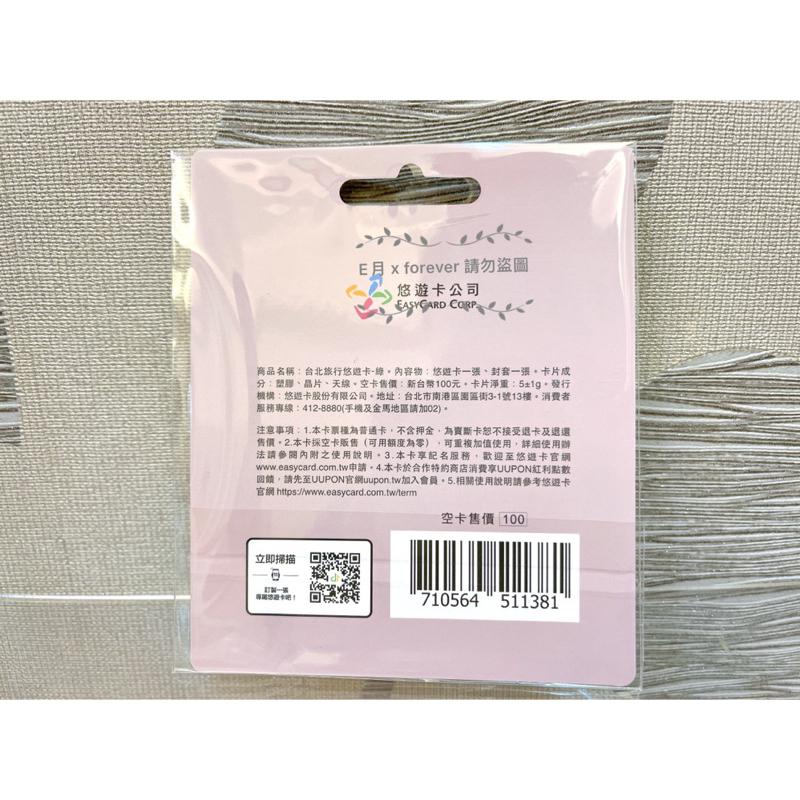 E月 x forever 請勿盜圖
悠遊卡公司
EASYCARD CORP.
商品名稱：台北旅行悠遊卡-綠。內容物：悠遊卡一張、封套一張。卡片成
分：塑膠、晶片、天線。空卡售價：新台幣100元。卡片淨重：5±1g。發行
機構：悠遊卡股份有限公司。地址：台北市南港區園區街3-1號13樓。消費者
服務專線：412-8880(手機及金馬地區請加02)。
注意事項：1.本卡票種為普通卡，不含押金，為賣斷卡恕不接受退卡及退還
售價。2.本卡採空卡販售（可用額度為零），可重複加值使用，詳細使用辦
法請參閱內附之使用說明。3.本卡享記名服務，歡迎至悠遊卡官網
www.easycard.com.tw申請。4.本卡於合作特約商店消費享UUPON紅利點數
回饋，請先至UUPON官網uupon.tw加入會員。5.相關使用說明請參考悠遊卡
官網 https://www.easycard.com.tw/term
空卡售價 100
立即掃描
訂製一張
專屬悠遊卡吧！
710564 511381